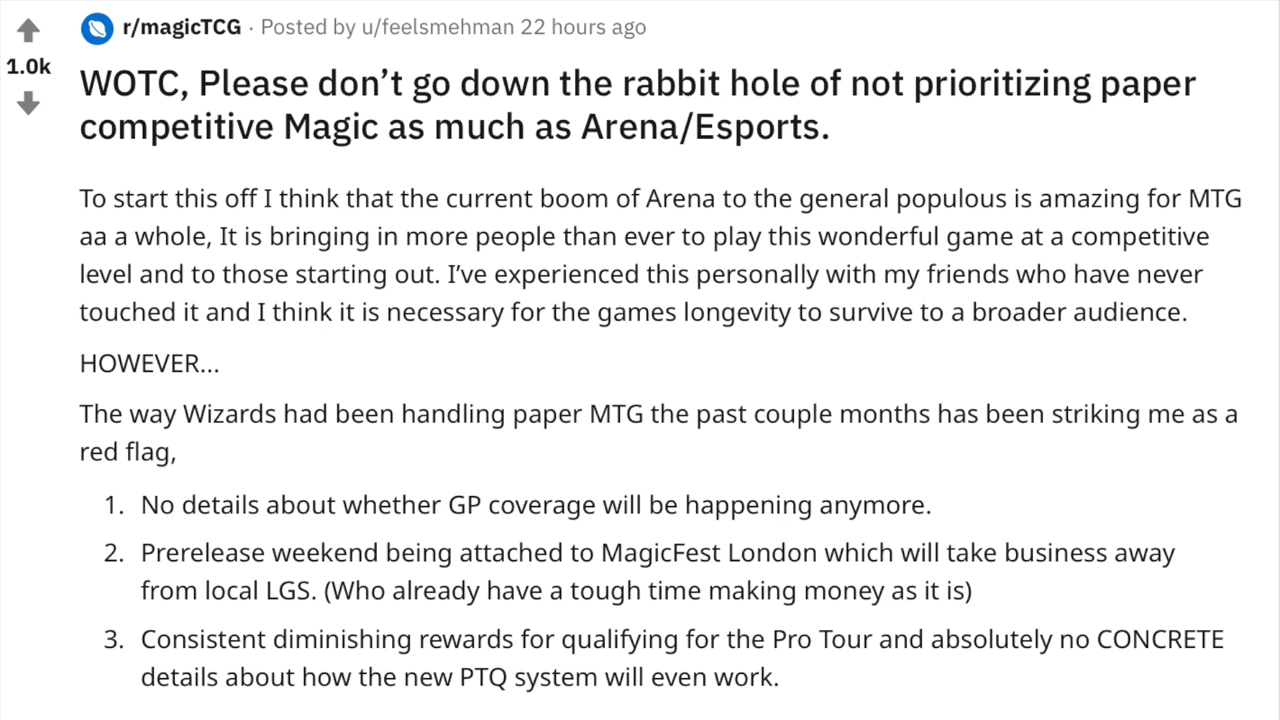 r/magicTCG · Posted by u/feelsmehman 22 hours ago
1.0k
WOTC, Please don’t go down the rabbit hole of not prioritizing paper
competitive Magic as much as Arena/Esports.
To start this off I think that the current boom of Arena to the general populous is amazing for MTG
aa a whole, It is bringing in more people than ever to play this wonderful game at a competitive
level and to those starting out. I’ve experienced this personally with my friends who have never
touched it and I think it is necessary for the games longevity to survive to a broader audience.
HOWEVER...
The way Wizards had been handling paper MTG the past couple months has been striking me as a
red flag,
1. No details about whether GP coverage will be happening anymore.
2. Prerelease weekend being attached to MagicFest London which will take business away
from local LGS. (Who already have a tough time making money as it is)
3. Consistent diminishing rewards for qualifying for the Pro Tour and absolutely no CONCRETE
details about how the new PTQ system will even work.